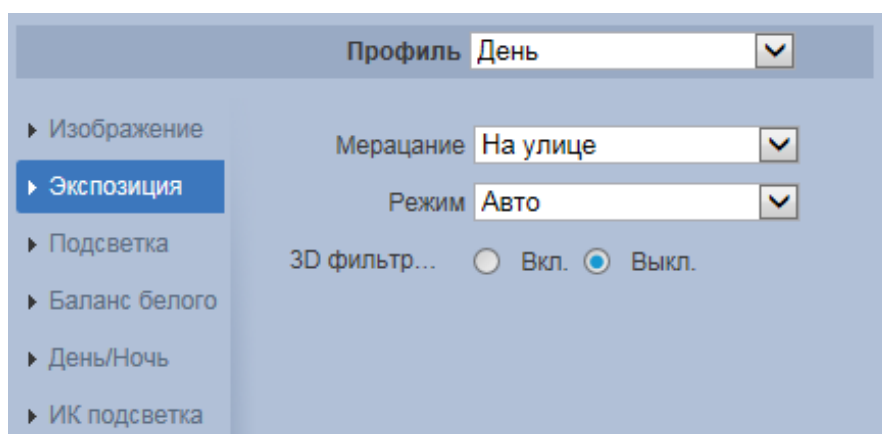 Профиль День
Изображение
Мерацание На улице
Экспозиция
Режим Авто
Подсветка
3D фильтр... Вкл. Выкл.
Баланс белого
День/Ночь
ИК подсветка